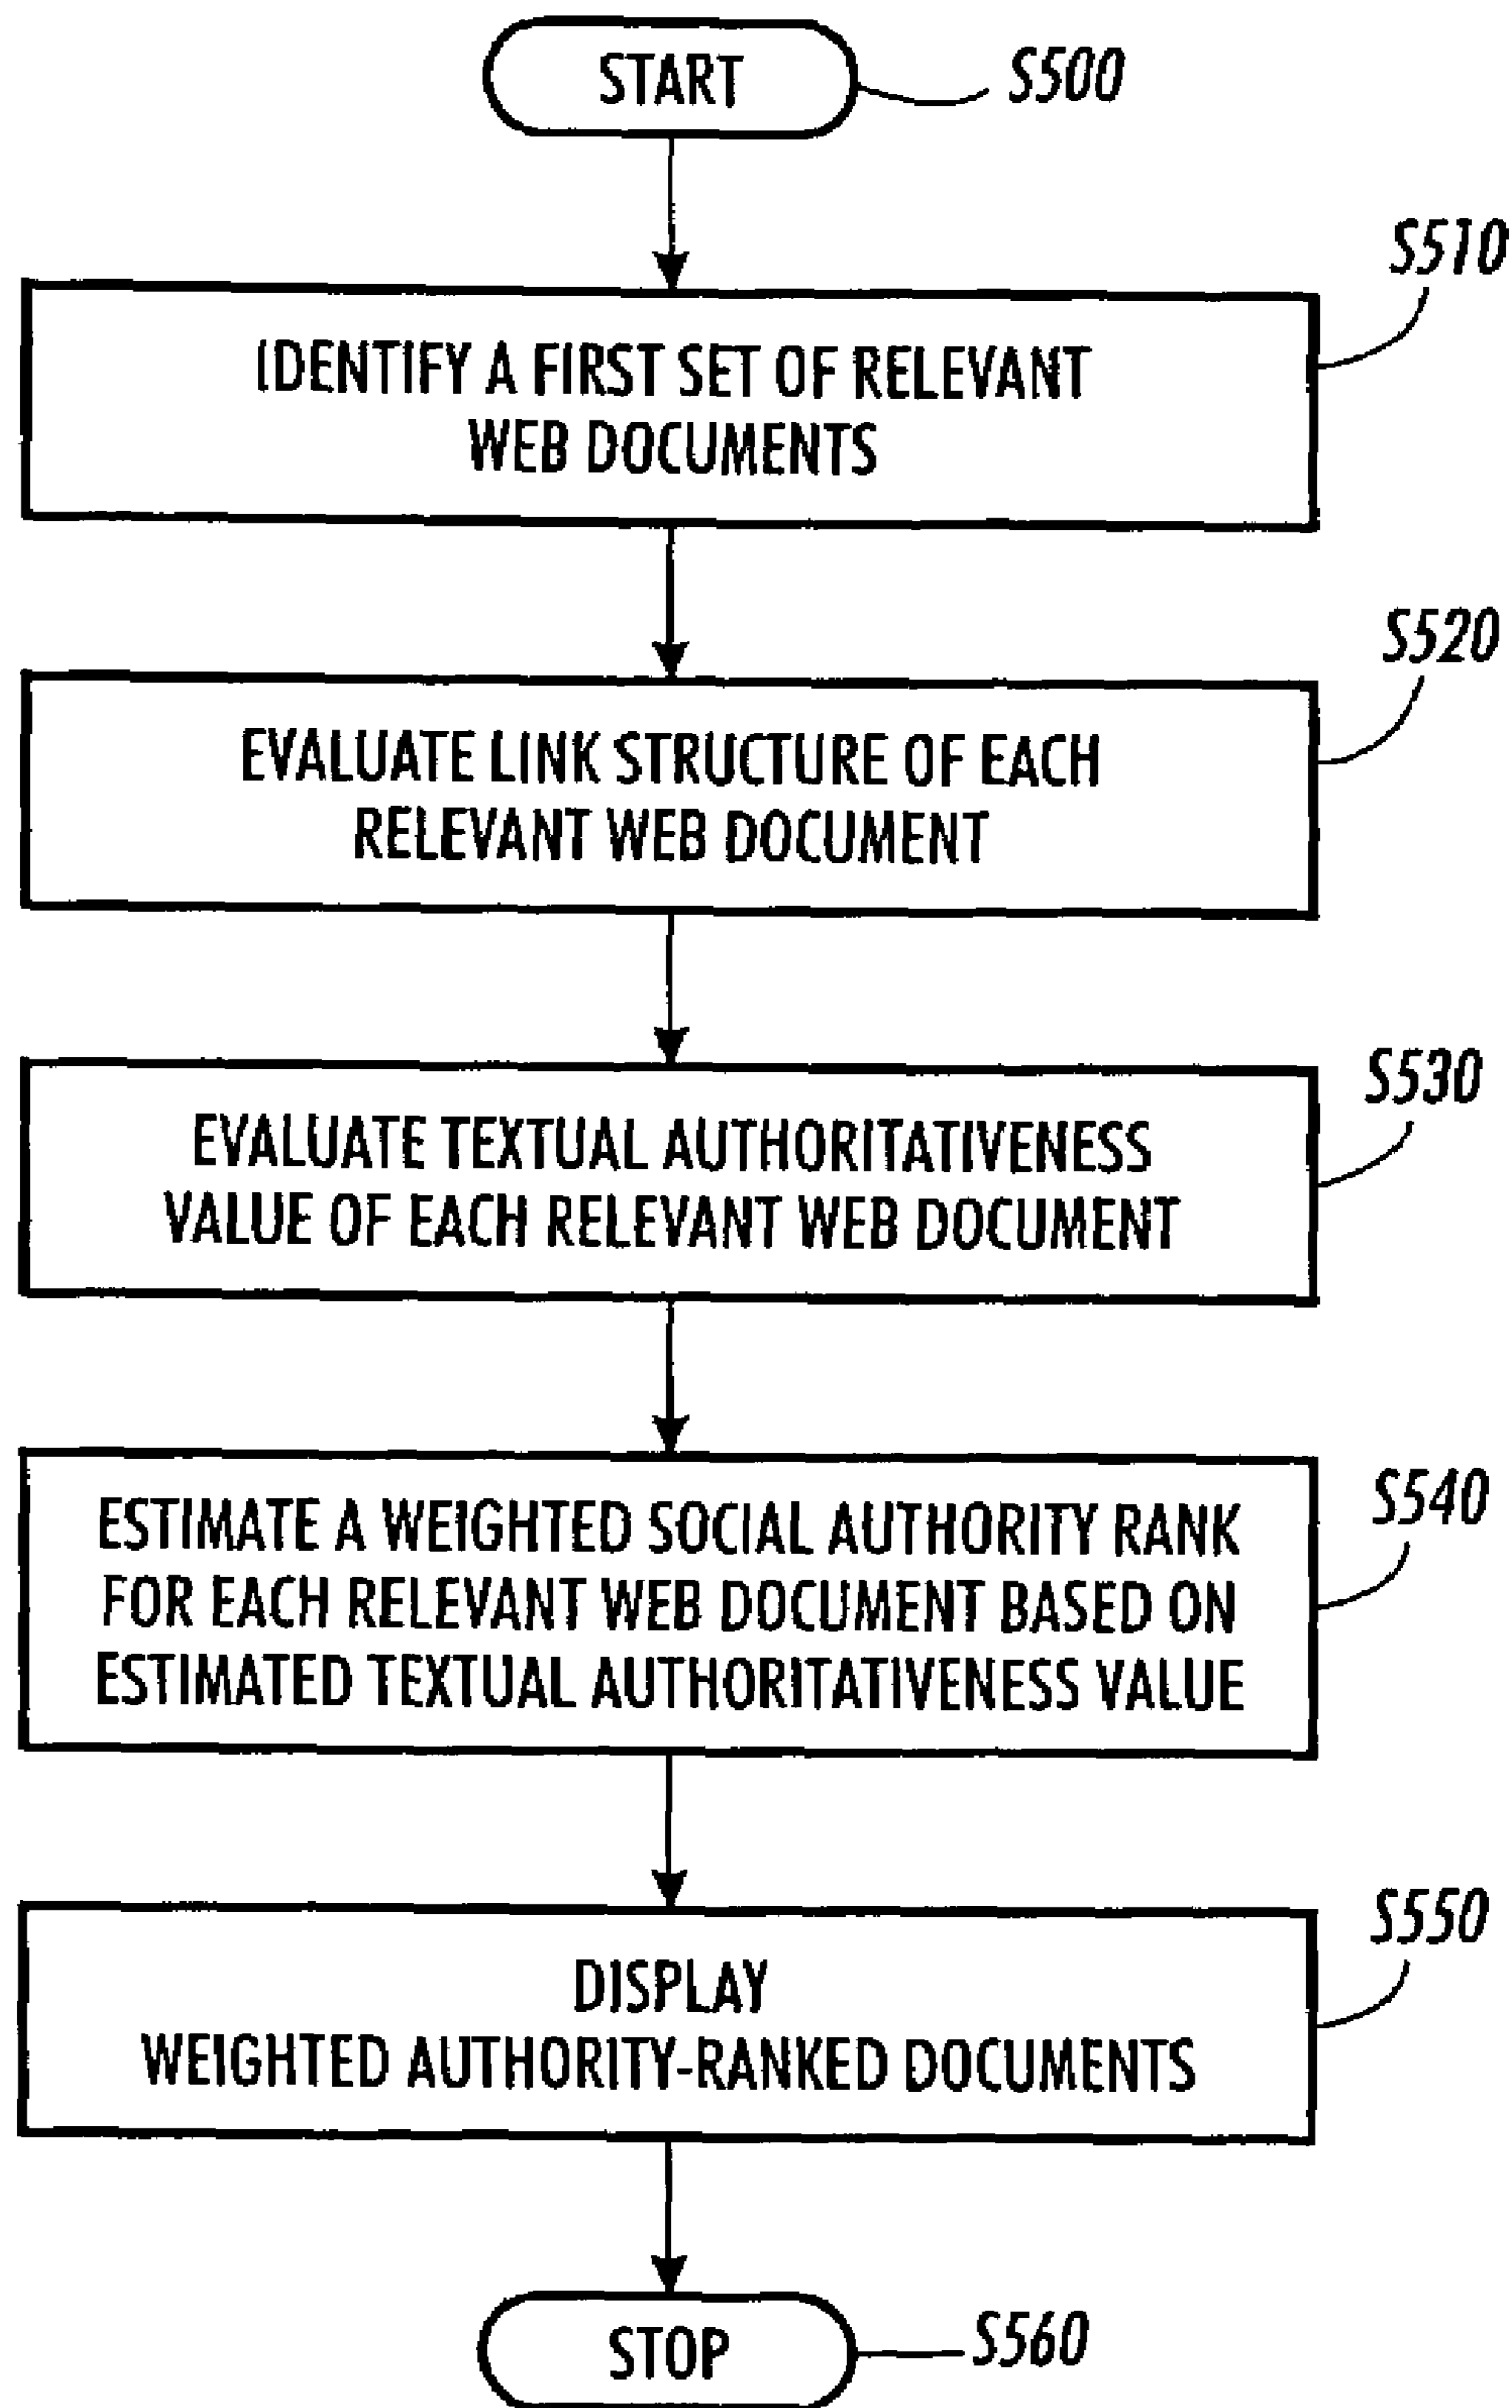 START
S500
S510
IDENTIFY A FIRST SET OF RELEVANT
WEB DOCUMENTS
S520
EVALUATE LINK STRUCTURE OF EACH
RELEVANT WEB DOCUMENT
S530
EVALUATE TEXTUAL AUTHORITATIVENESS
VALUE OF EACH RELEVANT WEB DOCUMENT
S540
ESTIMATE A WEIGHTED SOCIAL AUTHORITY RANK
FOR EACH RELEVANT WEB DOCUMENT BASED ON
ESTIMATED TEXTUAL AUTHORITATIVENESS VALUE
S550
DISPLAY
WEIGHTED AUTHORITY-RANKED DOCUMENTS
STOP
S560